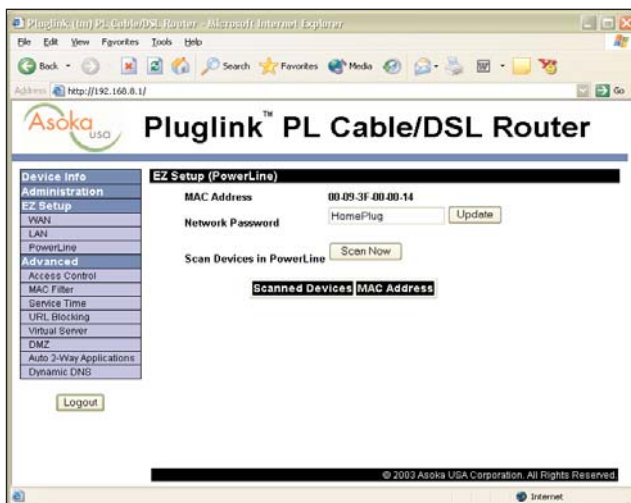 Pluglink (tm) PL Cable/DSL Router - Microsoft Internet Explorer
File Edit View Favorites Tools Help
Back Search Favorites Media
Address http://192.168.8.1/ Go
Asoka usa
Pluglink™ PL Cable/DSL Router
Device Info
Administration
EZ Setup
WAN
LAN
PowerLine
Advanced
Access Control
MAC Filter
Service Time
URL Blocking
Virtual Server
DMZ
Auto 2-Way Applications
Dynamic DNS
Logout
EZ Setup (PowerLine)
MAC Address 00-09-3F-00-00-14
Network Password HomePlug Update
Scan Devices in PowerLine Scan Now
Scanned Devices MAC Address
© 2003 Asoka USA Corporation. All Rights Reserved.
Internet